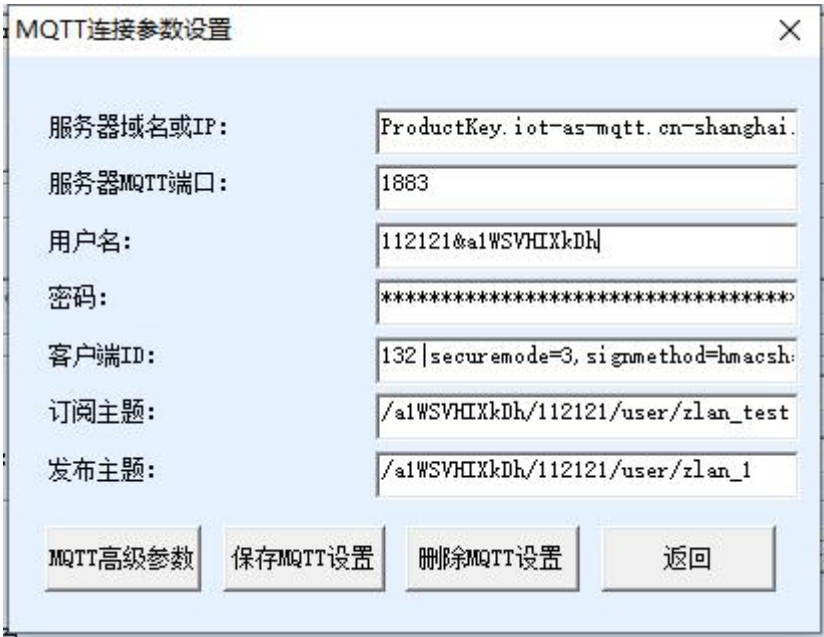 MQTT连接参数设置
服务器域名或IP:
ProductKey.iot-as-mqtt.cn-shanghai.
服务器MQTT端口:
1883
用户名:
112121&a1WSVHIXkDh
密码:
***********************************
客户端ID:
132|securemode=3,signmethod=hmacsha
订阅主题:
/a1WSVHIXkDh/112121/user/zlan_test
发布主题:
/a1WSVHIXkDh/112121/user/zlan_1
MQTT高级参数 保存MQTT设置 删除MQTT设置 返回